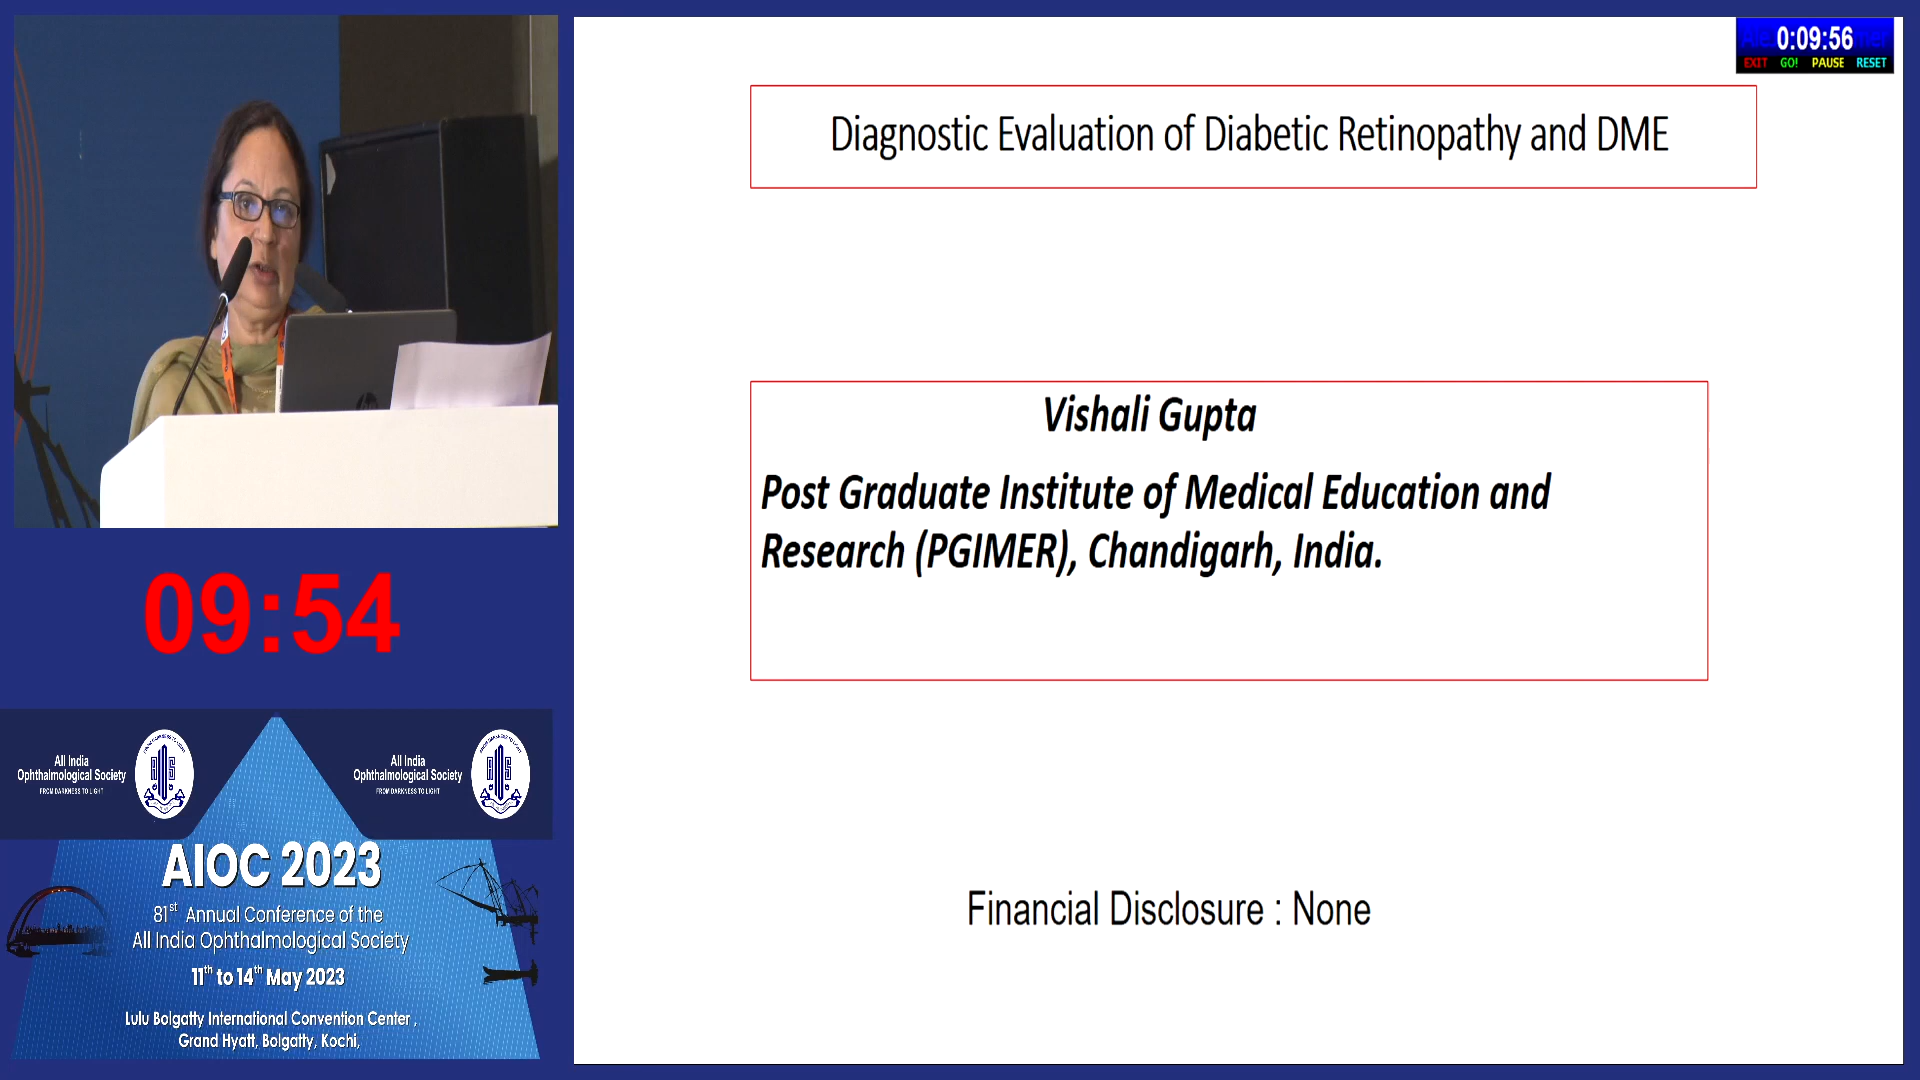 0:09:56
EXIT GO! PAUSE RESET
Diagnostic Evaluation of Diabetic Retinopathy and DME
Vishali Gupta
Post Graduate Institute of Medical Education and
Research (PGIMER), Chandigarh, India.
Financial Disclosure : None
09:54
All India
Ophthalmological Society
FROM DARKNESS TO LIGHT
All India
Ophthalmological Society
FROM DARKNESS TO LIGHT
AIOC 2023
81st Annual Conference of the
All India Ophthalmological Society
11th to 14th May 2023
Lulu Bolgatty International Convention Center ,
Grand Hyatt, Bolgatty, Kochi,